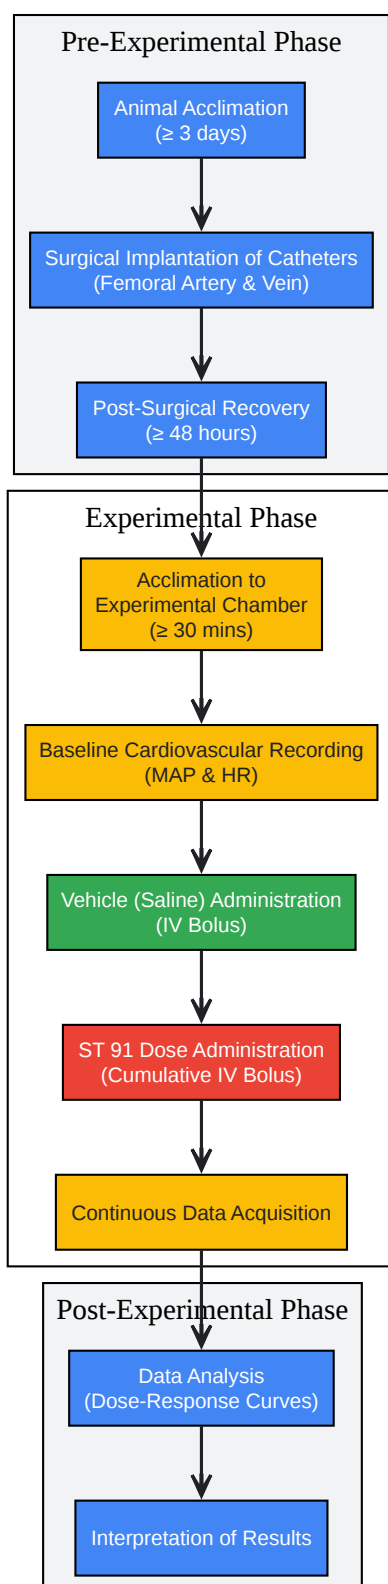 Pre-Experimental Phase
Animal Acclimation
(≥ 3 days)
Surgical Implantation of Catheters
(Femoral Artery & Vein)
Post-Surgical Recovery
(≥ 48 hours)
Experimental Phase
Acclimation to
Experimental Chamber
(≥ 30 mins)
Baseline Cardiovascular Recording
(MAP & HR)
Vehicle (Saline) Administration
(IV Bolus)
ST 91 Dose Administration
(Cumulative IV Bolus)
Continuous Data Acquisition
Post-Experimental Phase
Data Analysis
(Dose-Response Curves)
Interpretation of Results